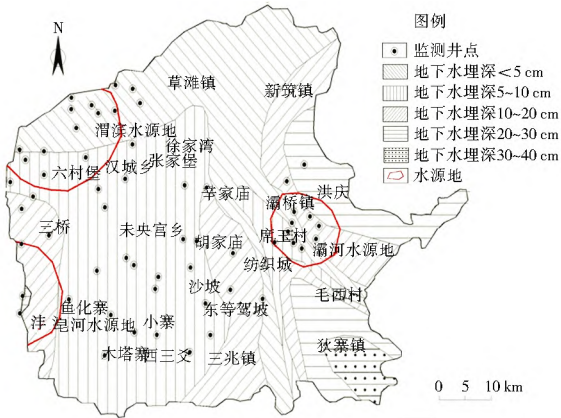 N
图例
监测井点
地下水埋深<5 cm
地下水埋深5~10 cm
地下水埋深10~20 cm
地下水埋深20~30 cm
地下水埋深30~40 cm
水源地
草滩镇
新筑镇
渭滨水源地
徐家湾
张家堡
汉城乡
六村堡
洪庆
辛家庙
灞桥镇
三桥
未央宫乡
席王村
胡家庙
灞河水源地
纺织城
沙坡
毛西村
鱼化寨
东等驾坡
沣皂河水源地
小寨
狄寨镇
木塔寨
西三爻
三兆镇
0 5 10 km